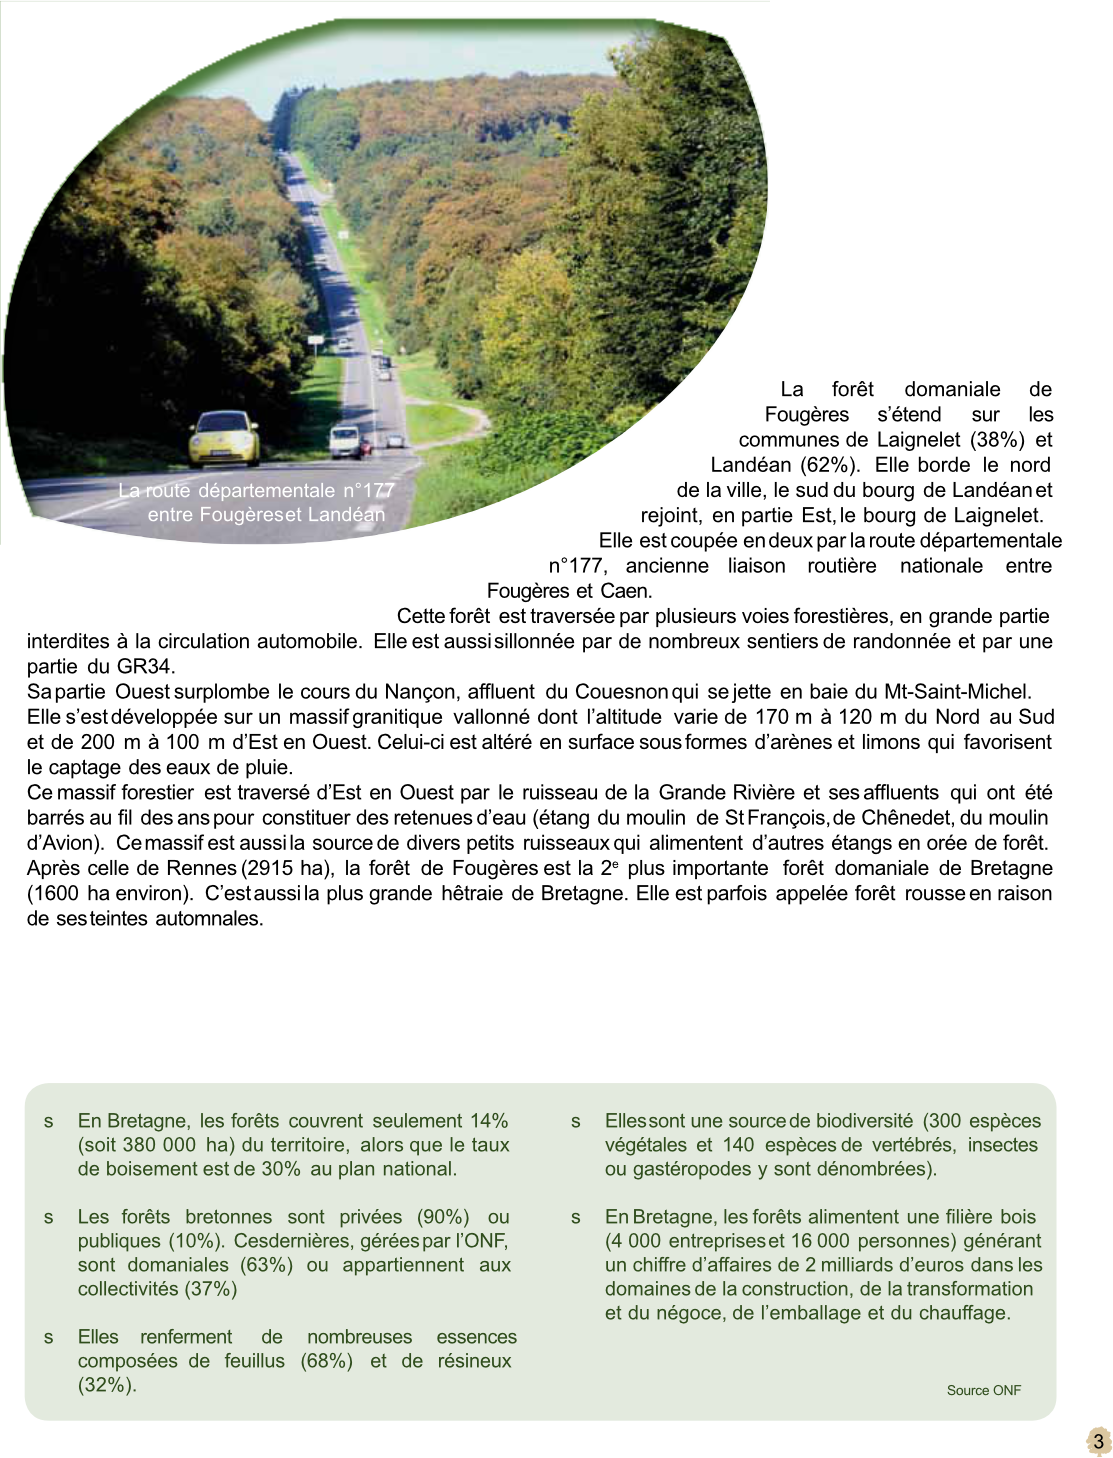 La route départementale n°177
entre Fougères et Landéan
La forêt domaniale de
Fougères s’étend sur les
communes de Laignelet (38%) et
Landéan (62%). Elle borde le nord
de la ville, le sud du bourg de Landéan et
rejoint, en partie Est, le bourg de Laignelet.
Elle est coupée en deux par la route départementale
n°177, ancienne liaison routière nationale entre
Fougères et Caen.
Cette forêt est traversée par plusieurs voies forestières, en grande partie
interdites à la circulation automobile. Elle est aussi sillonnée par de nombreux sentiers de randonnée et par une
partie du GR34.
Sa partie Ouest surplombe le cours du Nançon, affluent du Couesnon qui se jette en baie du Mt-Saint-Michel.
Elle s’est développée sur un massif granitique vallonné dont l’altitude varie de 170 m à 120 m du Nord au Sud
et de 200 m à 100 m d’Est en Ouest. Celui-ci est altéré en surface sous formes d’arènes et limons qui favorisent
le captage des eaux de pluie.
Ce massif forestier est traversé d’Est en Ouest par le ruisseau de la Grande Rivière et ses affluents qui ont été
barrés au fil des ans pour constituer des retenues d’eau (étang du moulin de St François, de Chênedet, du moulin
d’Avion). Ce massif est aussi la source de divers petits ruisseaux qui alimentent d’autres étangs en orée de forêt.
Après celle de Rennes (2915 ha), la forêt de Fougères est la 2e plus importante forêt domaniale de Bretagne
(1600 ha environ). C’est aussi la plus grande hêtraie de Bretagne. Elle est parfois appelée forêt rousse en raison
de ses teintes automnales.
s En Bretagne, les forêts couvrent seulement 14%
(soit 380 000 ha) du territoire, alors que le taux
de boisement est de 30% au plan national.
s Les forêts bretonnes sont privées (90%) ou
publiques (10%). Ces dernières, gérées par l’ONF,
sont domaniales (63%) ou appartiennent aux
collectivités (37%)
s Elles renferment de nombreuses essences
composées de feuillus (68%) et de résineux
(32%).
s Elles sont une source de biodiversité (300 espèces
végétales et 140 espèces de vertébrés, insectes
ou gastéropodes y sont dénombrées).
s En Bretagne, les forêts alimentent une filière bois
(4 000 entreprises et 16 000 personnes) générant
un chiffre d’affaires de 2 milliards d’euros dans les
domaines de la construction, de la transformation
et du négoce, de l’emballage et du chauffage.
Source ONF
3